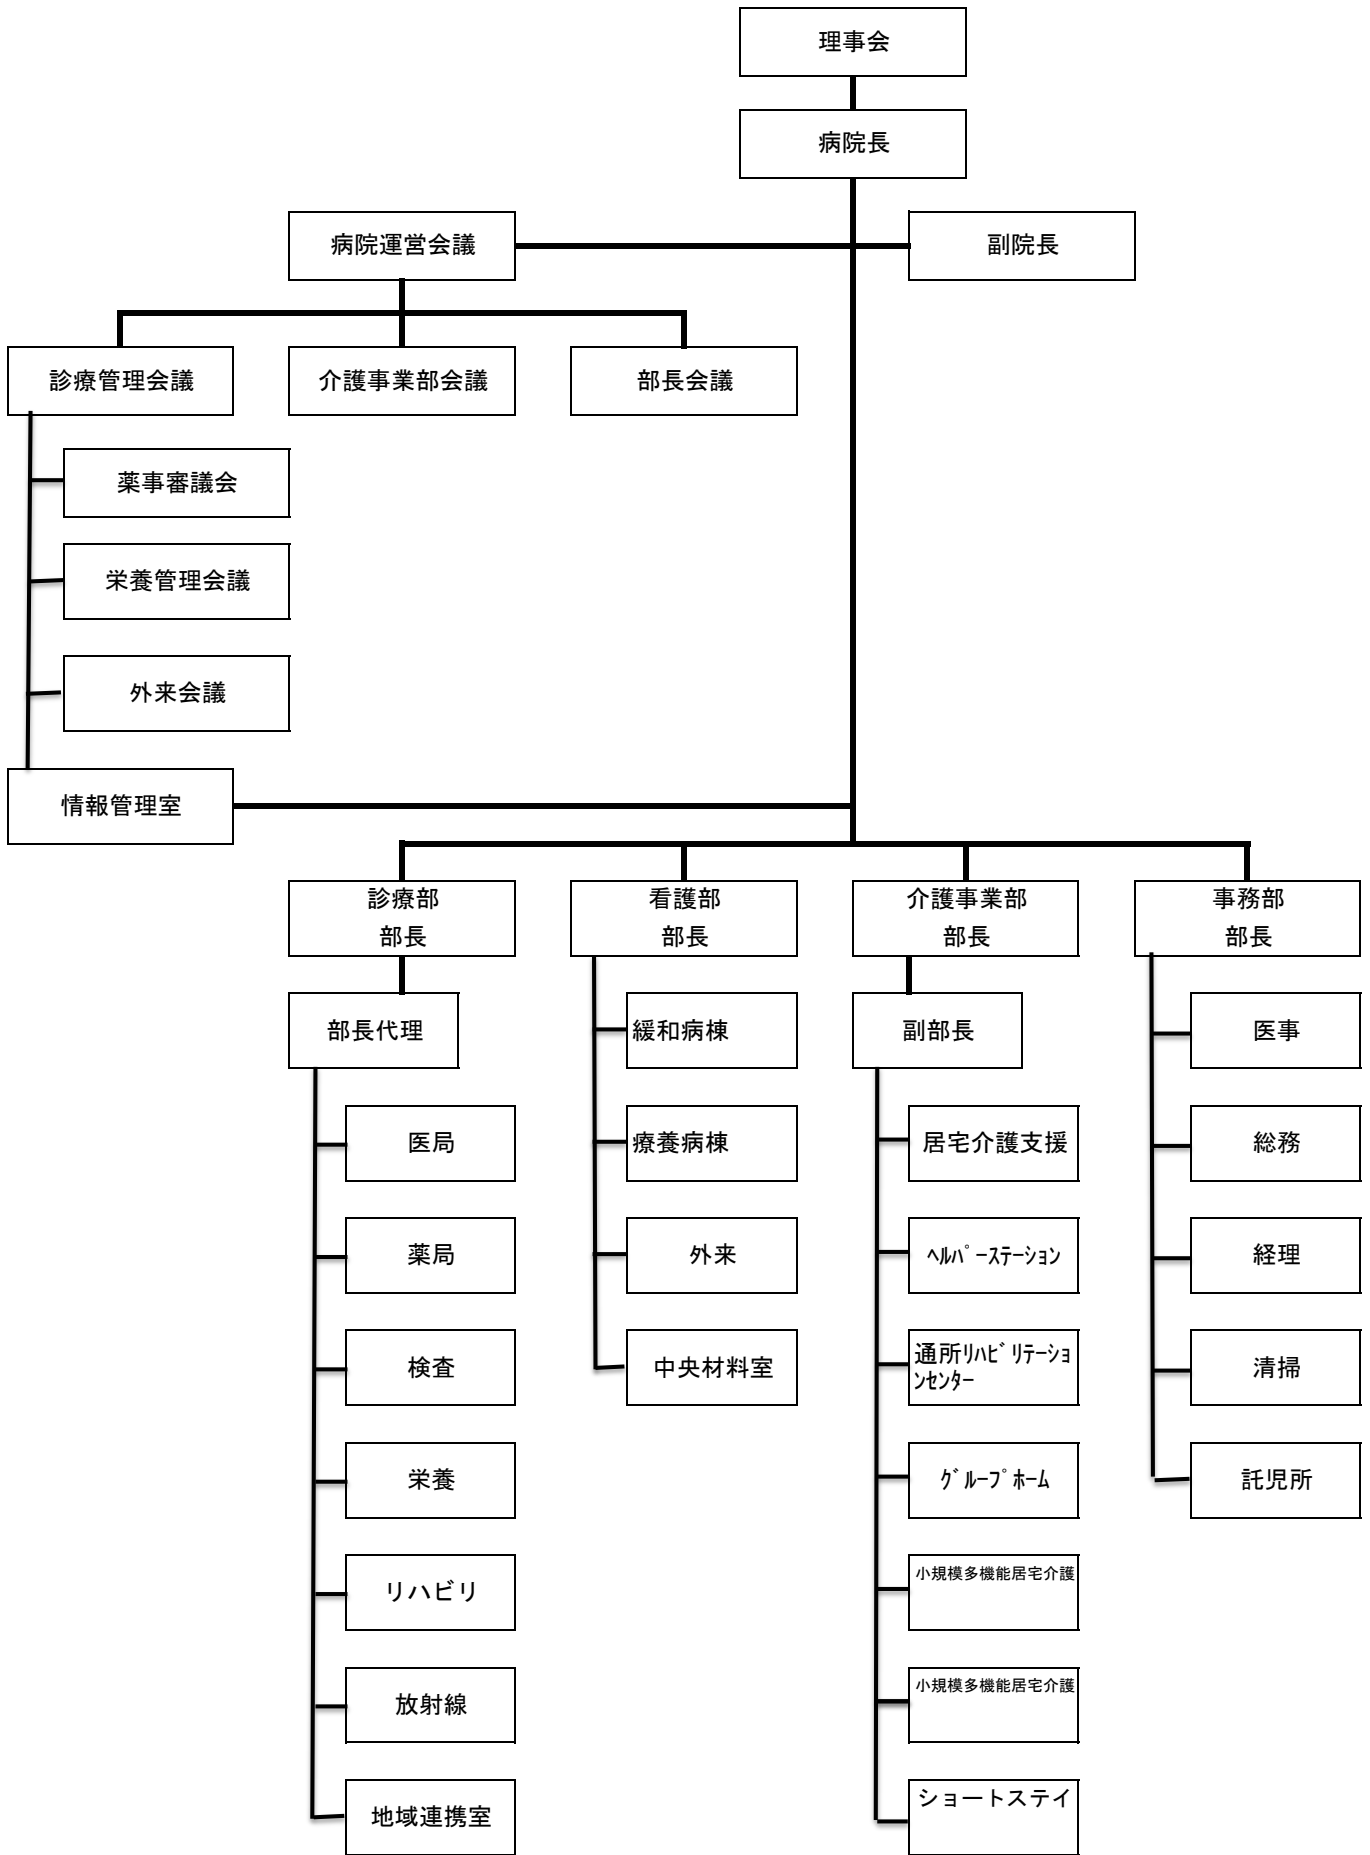 理事会
病院長
病院運営会議
副院長
診療管理会議
介護事業部会議
部長会議
薬事審議会
栄養管理会議
外来会議
情報管理室
診療部
部長
看護部
部長
介護事業部
部長
事務部
部長
部長代理
緩和病棟
副部長
医事
医局
療養病棟
居宅介護支援
総務
薬局
外来
ﾍﾙﾊﾟｰｽﾃｰｼｮﾝ
経理
検査
中央材料室
通所ﾘﾊﾋﾞﾘﾃｰｼｮ
ﾝｾﾝﾀｰ
清掃
栄養
ｸﾞﾙｰﾌﾟﾎｰﾑ
託児所
リハビリ
小規模多機能居宅介護
放射線
小規模多機能居宅介護
地域連携室
ショートステイ